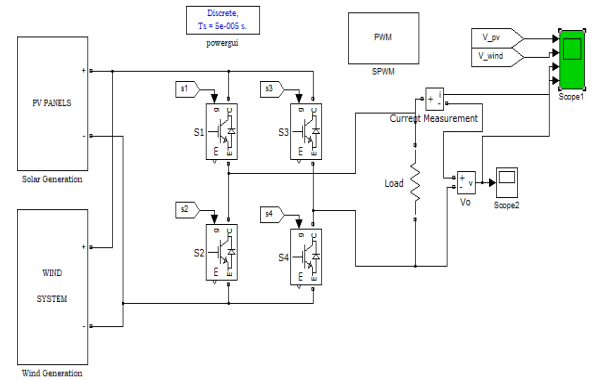 Discrete,
Ts = 5e-005 s.
powergui
PWM
SPWM
V_pv
V_wind
Scope1
PV PANELS
+
-
Solar Generation
s1
s3
g
C
S1
E
g
C
S3
E
+
i
-
Current Measurement
Load
+
-
v
Vo
Scope2
s2
s4
g
C
S2
E
g
C
S4
E
+
WIND
SYSTEM
-
Wind Generation